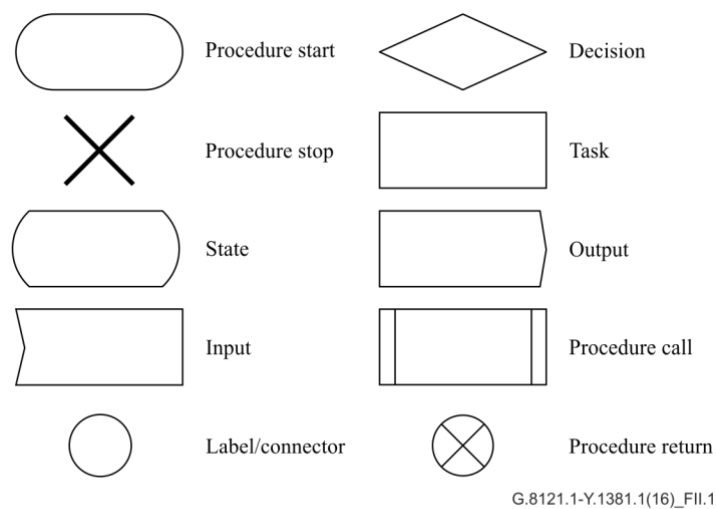 Procedure start
Decision
Procedure stop
Task
State
Output
Input
Procedure call
Label/connector
Procedure return
G.8121.1-Y.1381.1(16)_FII.1